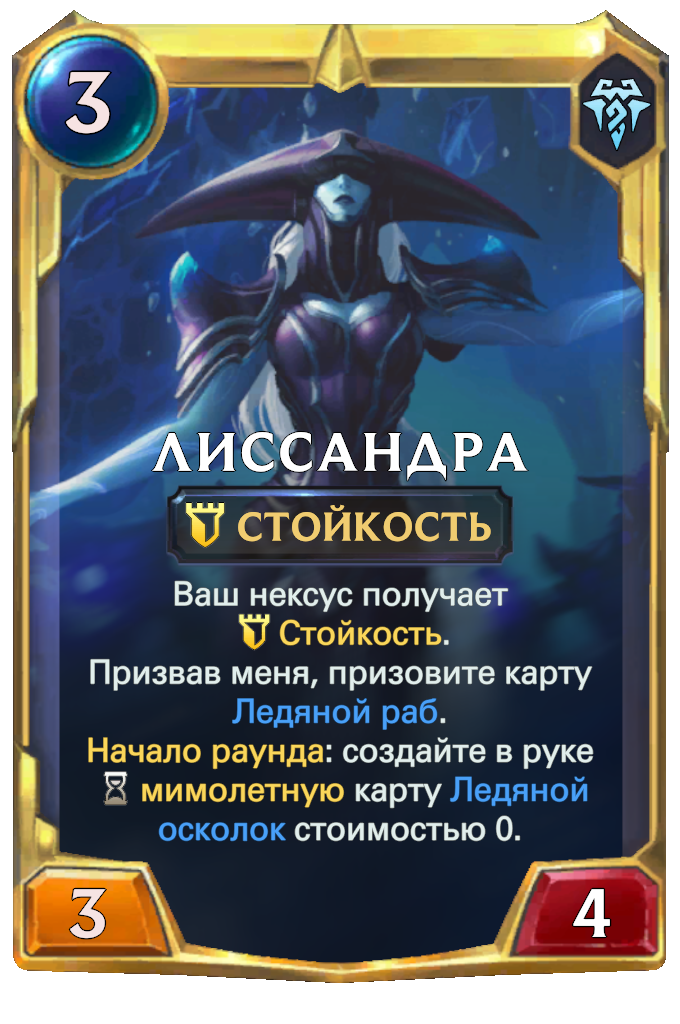 3
ЛИССАНДРА
СТОЙКОСТЬ
Ваш нексус получает
Стойкость.
Призвав меня, призовите карту
Ледяной раб.
Начало раунда: создайте в руке
мимолетную карту Ледяной
осколок стоимостью 0.
3
4